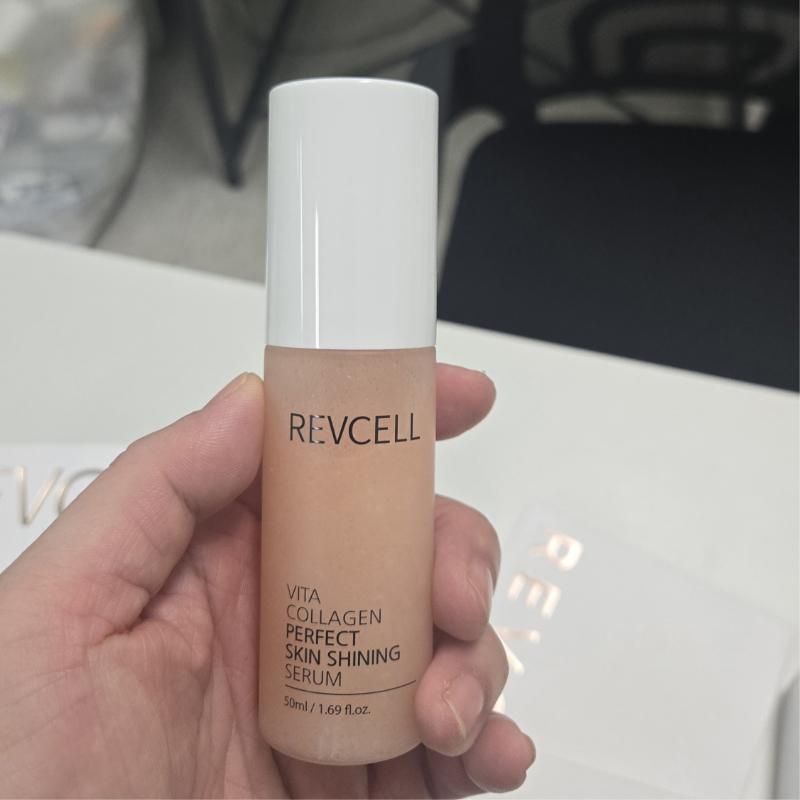 REVCELL
VITA
COLLAGEN
PERFECT
SKIN SHINING
SERUM
50ml / 1.69 fl.oz.